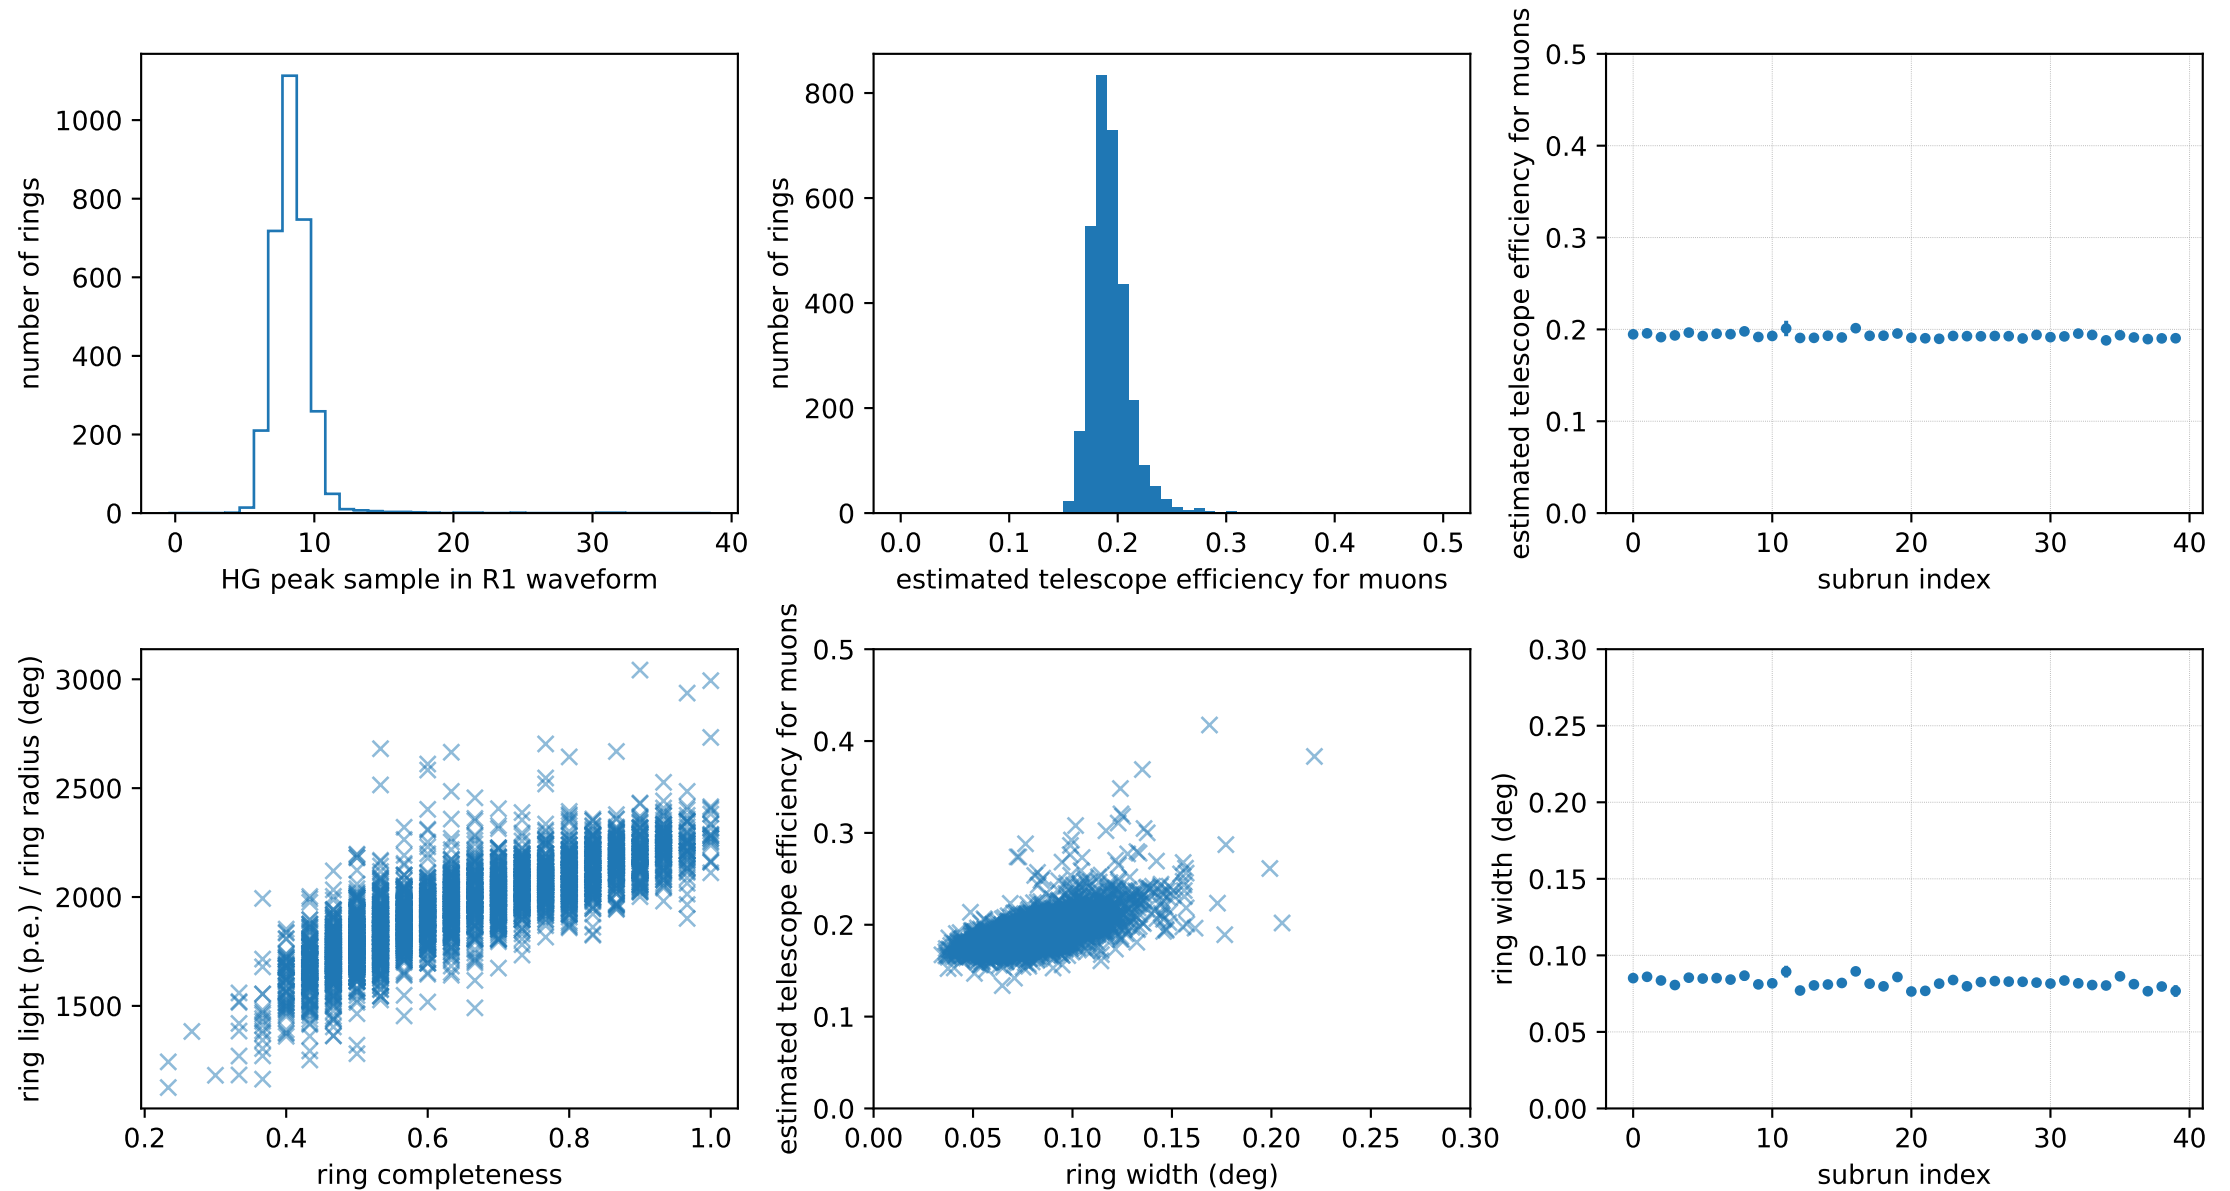 number of rings
1000
800
600
400
200
0
0 10 20 30 40
HG peak sample in R1 waveform
number of rings
800
600
400
200
0
0.0 0.1 0.2 0.3 0.4 0.5
estimated telescope efficiency for muons
estimated telescope efficiency for muons
0.5
0.4
0.3
0.2
0.1
0.0
0 10 20 30 40
subrun index
ring light (p.e.) / ring radius (deg)
3000
2500
2000
1500
0.2 0.4 0.6 0.8 1.0
ring completeness
estimated telescope efficiency for muons
0.5
0.4
0.3
0.2
0.1
0.0
0.00 0.05 0.10 0.15 0.20 0.25 0.30
ring width (deg)
ring width (deg)
0.30
0.25
0.20
0.15
0.10
0.05
0.00
0 10 20 30 40
subrun index